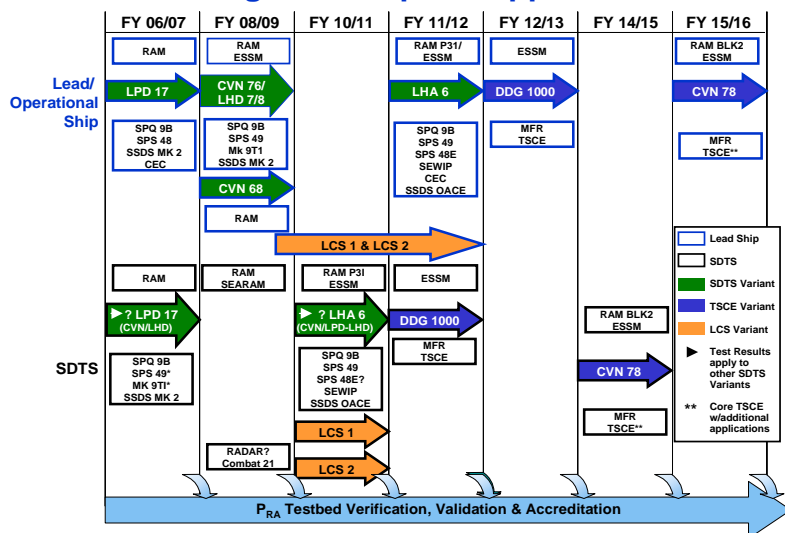 FY 06/07 FY 08/09 FY 10/11 FY 11/12 FY 12/13 FY 14/15 FY 15/16
Lead/
Operational
Ship
RAM
LPD 17
SPQ 9B
SPS 48
SSDS MK 2
CEC
RAM
ESSM
CVN 76/
LHD 7/8
SPQ 9B
SPS 49
Mk 9T1
SSDS MK 2
CVN 68
RAM
RAM P31/
ESSM
LHA 6
SPQ 9B
SPS 49
SPS 48E
SEWIP
CEC
SSDS OACE
ESSM
DDG 1000
MFR
TSCE
RAM BLK2
ESSM
CVN 78
MFR
TSCE**
LCS 1 & LCS 2
SDTS
RAM
? LPD 17
(CVN/LHD)
SPQ 9B
SPS 49*
MK 9TI*
SSDS MK 2
RAM
SEARAM
RADAR?
Combat 21
RAM P3I
ESSM
? LHA 6
(CVN/LPD-LHD)
SPQ 9B
SPS 49
SPS 48E?
SEWIP
SSDS OACE
LCS 1
LCS 2
ESSM
DDG 1000
MFR
TSCE
RAM BLK2
ESSM
CVN 78
MFR
TSCE**
Lead Ship
SDTS
SDTS Variant
TSCE Variant
LCS Variant
Test Results
apply to
other SDTS
Variants
** Core TSCE
w/additional
applications
PRA Testbed Verification, Validation & Accreditation